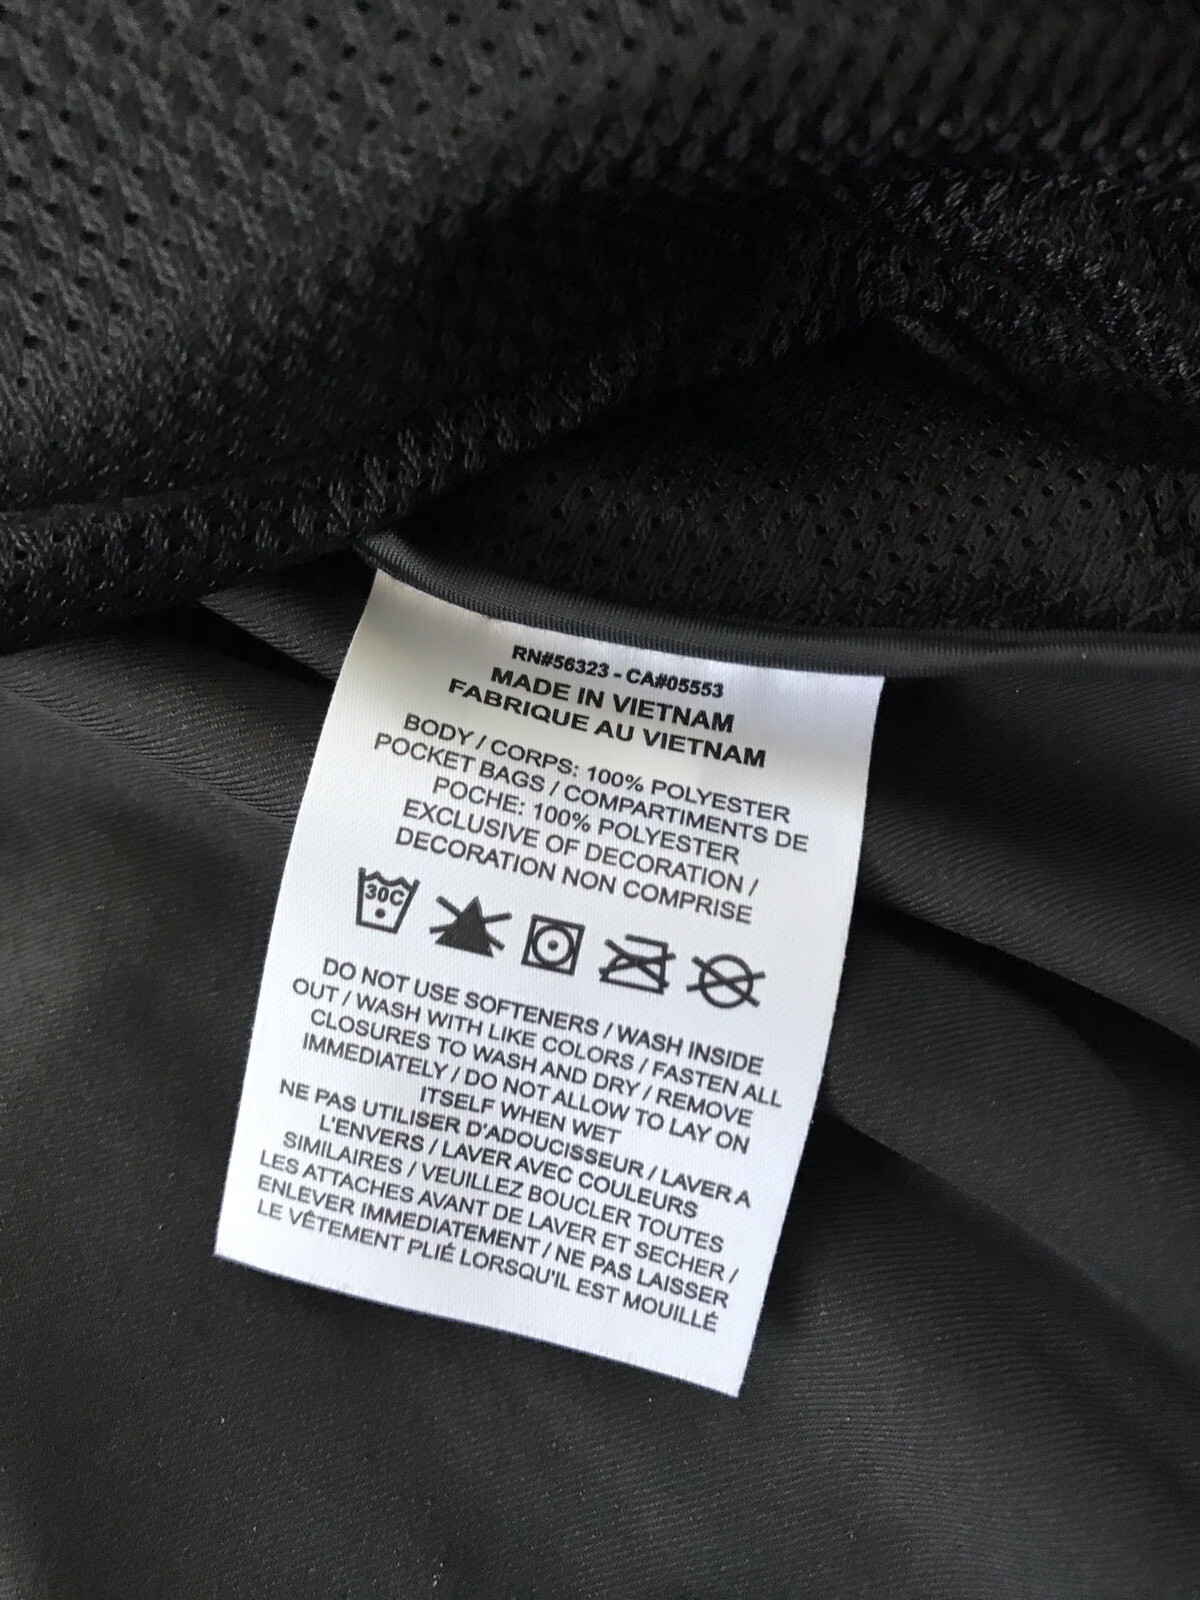 RN#56323 - CA#05553
MADE IN VIETNAM
FABRIQUE AU VIETNAM
BODY / CORPS: 100% POLYESTER
POCKET BAGS / COMPARTIMENTS DE
POCHE: 100% POLYESTER
EXCLUSIVE OF DECORATION /
DECORATION NON COMPRISE
30C
DO NOT USE SOFTENERS / WASH INSIDE
OUT / WASH WITH LIKE COLORS / FASTEN ALL
CLOSURES TO WASH AND DRY / REMOVE
IMMEDIATELY / DO NOT ALLOW TO LAY ON
ITSELF WHEN WET
NE PAS UTILISER D'ADOUCISSEUR / LAVER A
L'ENVERS / LAVER AVEC COULEURS
SIMILAIRES / VEUILLEZ BOUCLER TOUTES
LES ATTACHES AVANT DE LAVER ET SECHER /
ENLEVER IMMEDIATEMENT / NE PAS LAISSER
LE VÊTEMENT PLIÉ LORSQU'IL EST MOUILLÉ